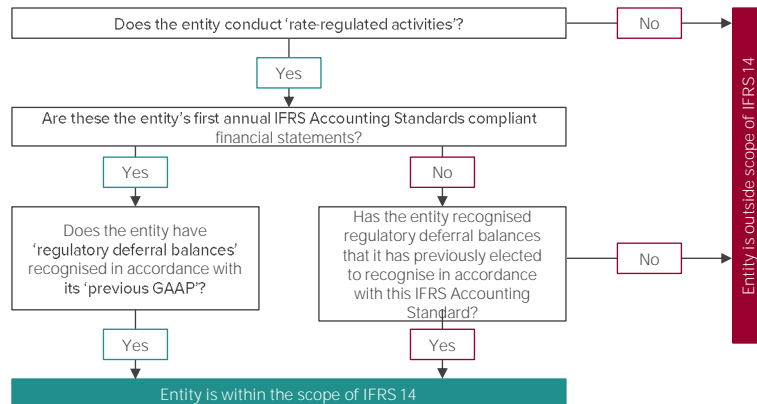 Does the entity conduct ‘rate-regulated activities’?
No
Yes
Are these the entity’s first annual IFRS Accounting Standards compliant
financial statements?
Yes
No
Does the entity have
‘regulatory deferral balances’
recognised in accordance with
its ‘previous GAAP’?
Has the entity recognised
regulatory deferral balances
that it has previously elected
to recognise in accordance
with this IFRS Accounting
Standard?
No
Yes
Yes
Entity is within the scope of IFRS 14
Entity is outside scope of IFRS 14